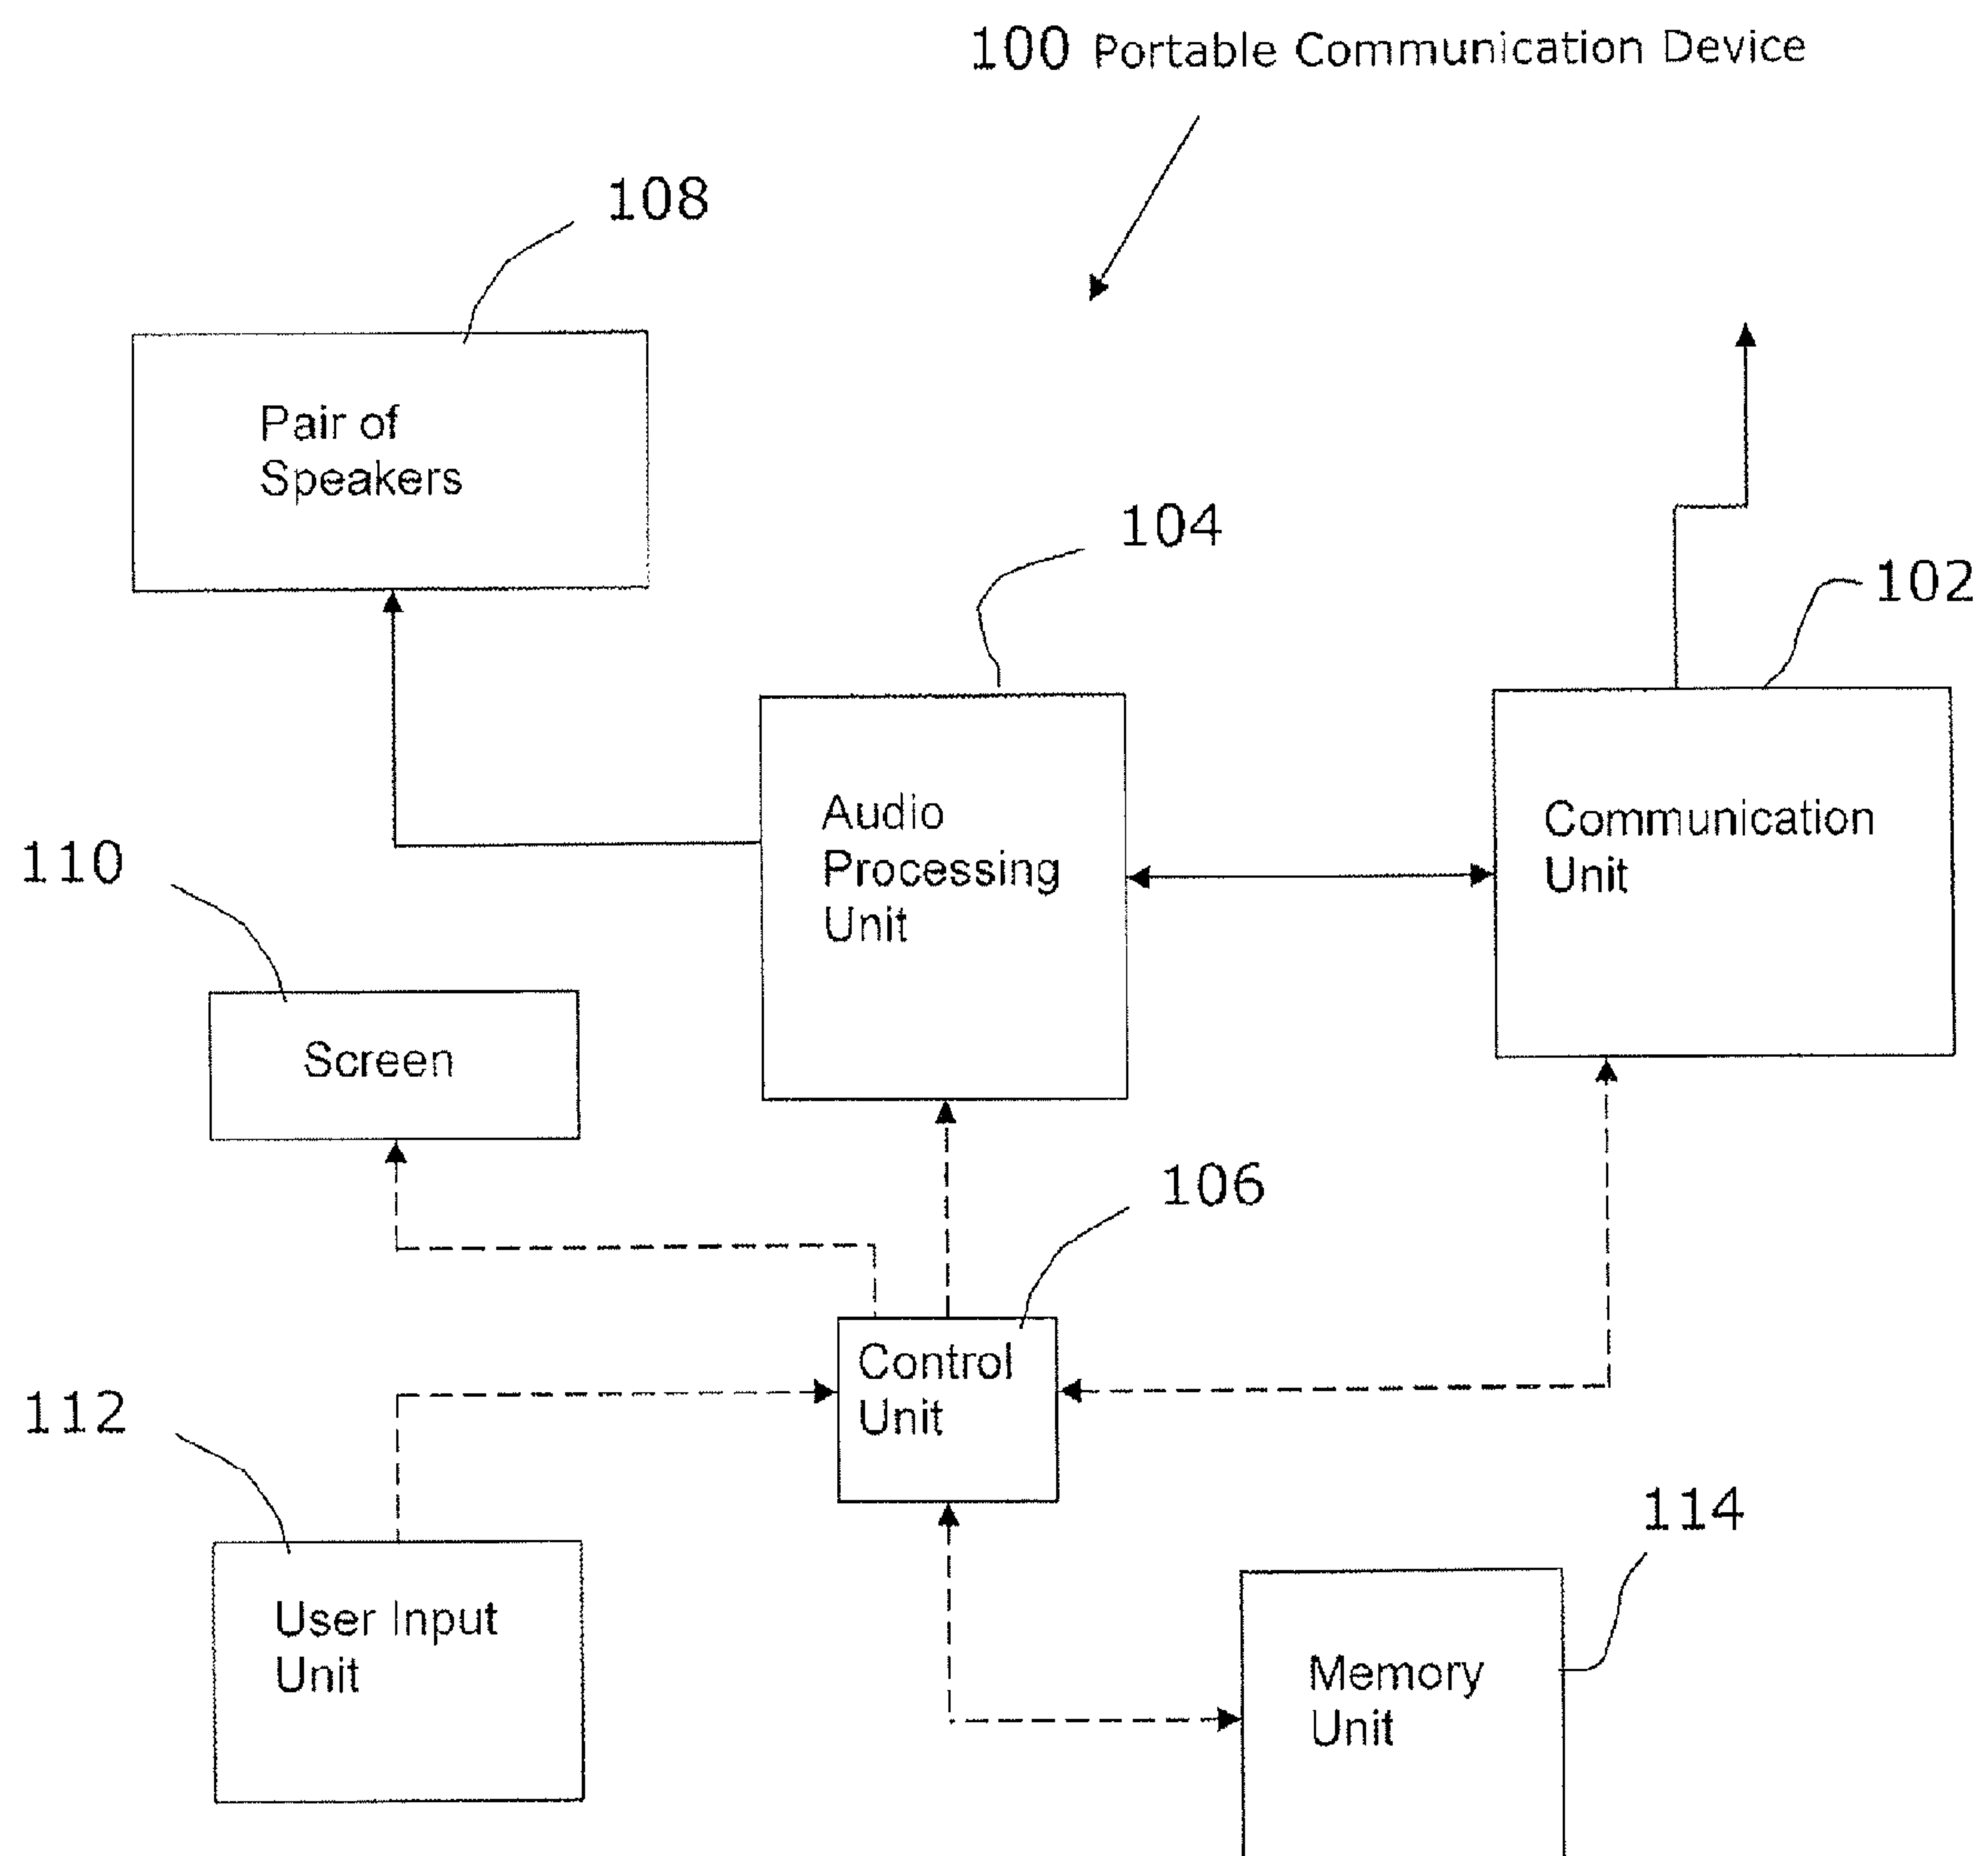 100 Portable Communication Device
108
Pair of
Speakers
104
102
Audio
Processing
Unit
Communication
Unit
110
Screen
106
Control
Unit
112
User Input
Unit
114
Memory
Unit